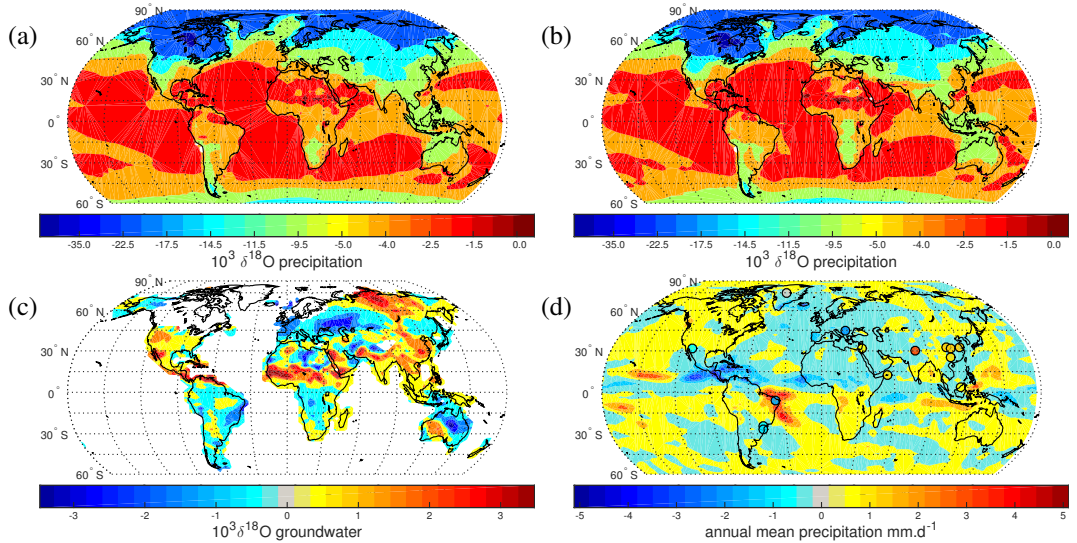 (a)
90° N
60° N
30° N
0°
30° S
60° S
-35.0 -22.5 -17.5 -14.5 -11.5 -9.5 -5.0 -4.0 -2.5 -1.5 0.0
10³ δ¹⁸O precipitation
(b)
90° N
60° N
30° N
0°
30° S
60° S
-35.0 -22.5 -17.5 -14.5 -11.5 -9.5 -5.0 -4.0 -2.5 -1.5 0.0
10³ δ¹⁸O precipitation
(c)
90° N
60° N
30° N
0°
30° S
60° S
-3 -2 -1 0 1 2 3
10³ δ¹⁸O groundwater
(d)
90° N
60° N
30° N
0°
30° S
60° S
-5 -4 -3 -2 -1 0 1 2 3 4 5
annual mean precipitation mm.d⁻¹